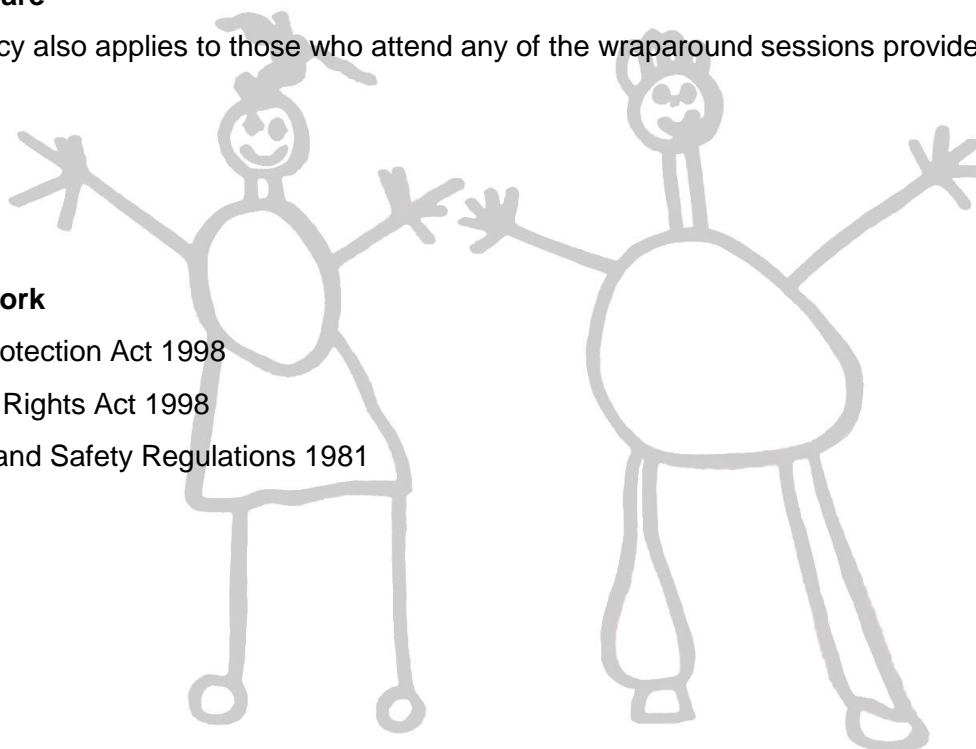 are
cy also applies to those who attend any of the wraparound sessions provide
ork
otection Act 1998
Rights Act 1998
and Safety Regulations 1981